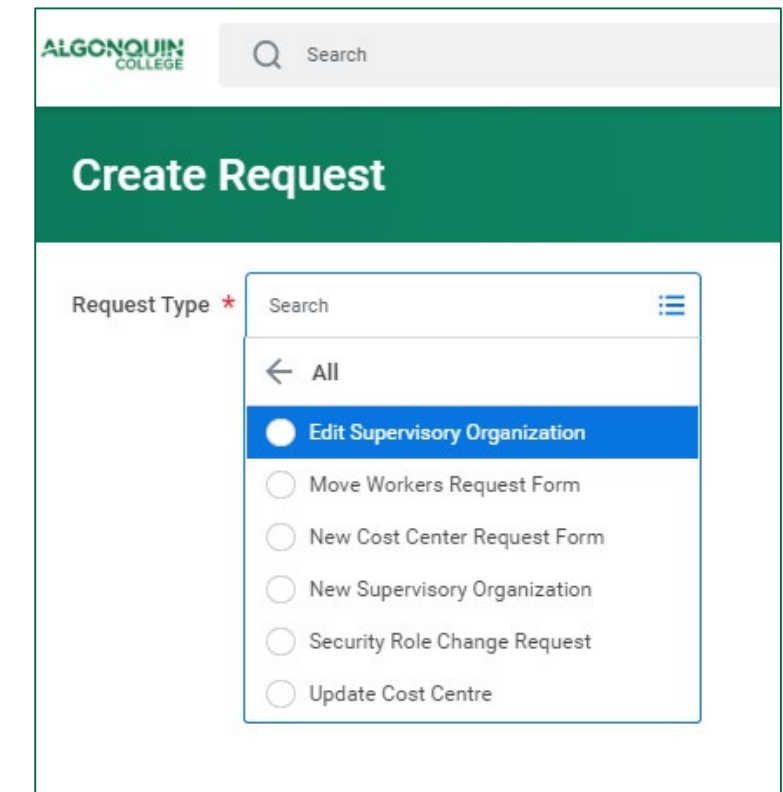 ALGONQUIN
COLLEGE
Search
Create Request
Request Type *
Search
All
Edit Supervisory Organization
Move Workers Request Form
New Cost Center Request Form
New Supervisory Organization
Security Role Change Request
Update Cost Centre